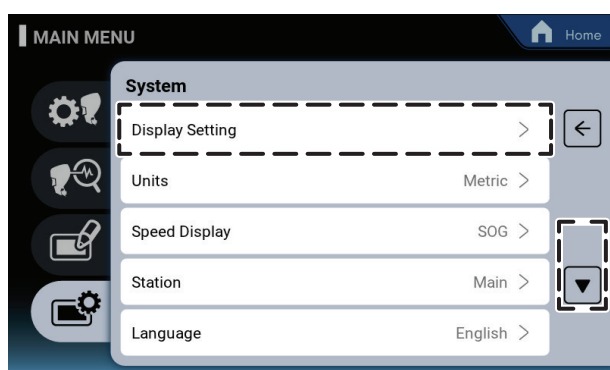 MAIN MENU
Home
System
Display Setting
Units Metric
Speed Display SOG
Station Main
Language English